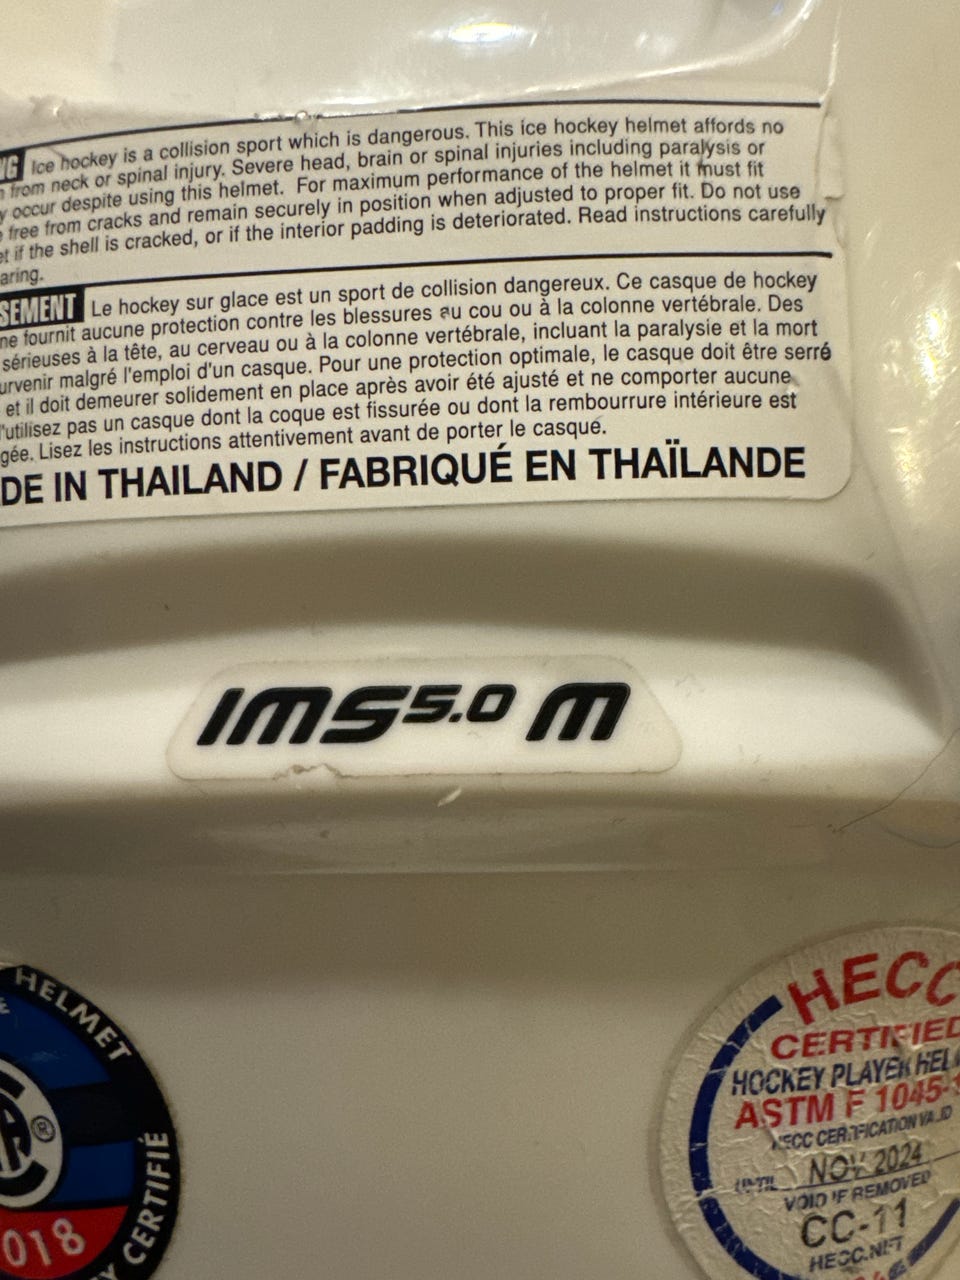 Ice hockey is a collision sport which is dangerous. This ice hockey helmet affords no
from neck or spinal injury. Severe head, brain or spinal injuries including paralysis or
occur despite using this helmet. For maximum performance of the helmet it must fit
free from cracks and remain securely in position when adjusted to proper fit. Do not use
if the shell is cracked, or if the interior padding is deteriorated. Read instructions carefully
aring.
SEMENT Le hockey sur glace est un sport de collision dangereux. Ce casque de hockey
ne fournit aucune protection contre les blessures au cou ou à la colonne vertébrale. Des
sérieuses à la tête, au cerveau ou à la colonne vertébrale, incluant la paralysie et la mort
urvenir malgré l'emploi d'un casque. Pour une protection optimale, le casque doit être serré
et il doit demeurer solidement en place après avoir été ajusté et ne comporter aucune
'utilisez pas un casque dont la coque est fissurée ou dont la rembourrure intérieure est
gée. Lisez les instructions attentivement avant de porter le casque.
DE IN THAILAND / FABRIQUÉ EN THAÏLANDE
IMS 5.0 M
HELMET
CERTIFIÉ
018
HECC
CERTIFIED
HOCKEY PLAYER HEL
ASTM F 1045-
HECC CERTIFICATION VALID
UNTIL NOV 2024
VOID IF REMOVED
CC-11
HECC.NET